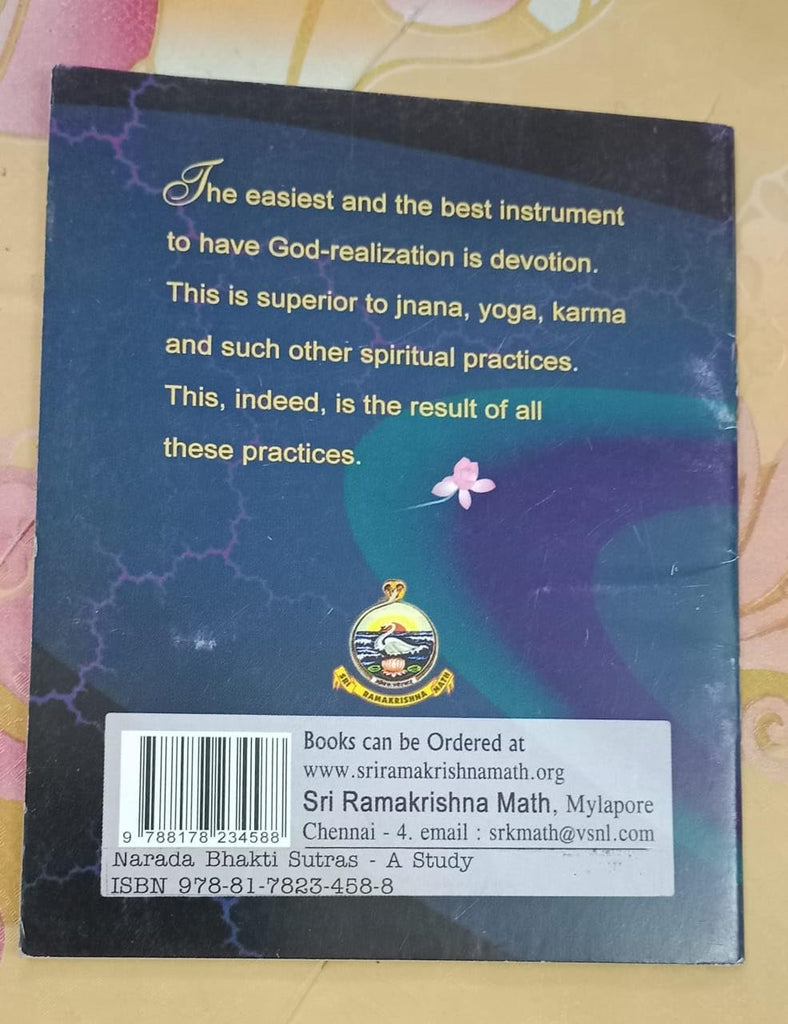 The easiest and the best instrument
to have God-realization is devotion.
This is superior to jnana, yoga, karma
and such other spiritual practices.
This, indeed, is the result of all
these practices.
SRI RAMAKRISHNA MATH
Books can be Ordered at
www.sriramakrishnamath.org
Sri Ramakrishna Math, Mylapore
Chennai - 4. email : srkmath@vsnl.com
9 788178 234588
Narada Bhakti Sutras - A Study
ISBN 978-81-7823-458-8